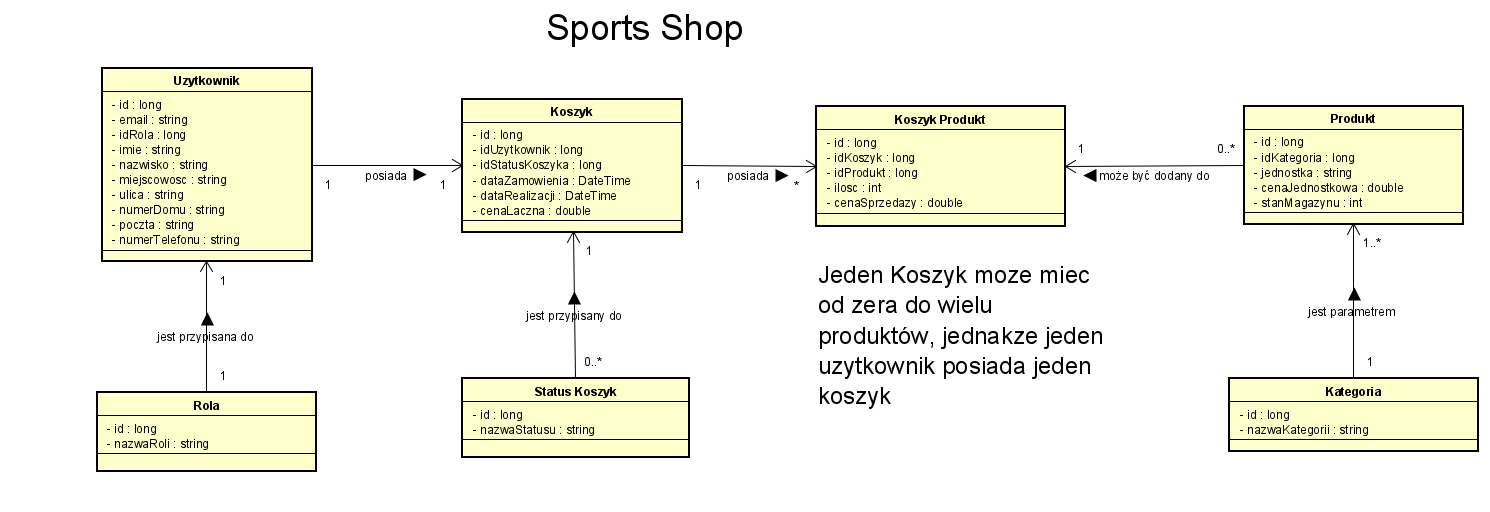 Sports Shop
Uzytkownik
- id : long
- email : string
- idRola : long
- imie : string
- nazwisko : string
- miejscowosc : string
- ulica : string
- numerDomu : string
- poczta : string
- numerTelefonu : string
1
posiada
1
Koszyk
- id : long
- idUzytkownik : long
- idStatusKoszyka : long
- dataZamowienia : DateTime
- dataRealizacji : DateTime
- cenaLaczna : double
1
posiada
*
Koszyk Produkt
- id : long
- idKoszyk : long
- idProdukt : long
- ilosc : int
- cenaSprzedazy : double
1
może być dodany do
0..*
Produkt
- id : long
- idKategoria : long
- jednostka : string
- cenaJednostkowa : double
- stanMagazynu : int
1
jest przypisana do
1
Rola
- id : long
- nazwaRoli : string
1
jest przypisany do
0..*
Status Koszyk
- id : long
- nazwaStatusu : string
Jeden Koszyk moze miec
od zera do wielu
produktów, jednakze jeden
uzytkownik posiada jeden
koszyk
1..*
jest parametrem
1
Kategoria
- id : long
- nazwaKategorii : string